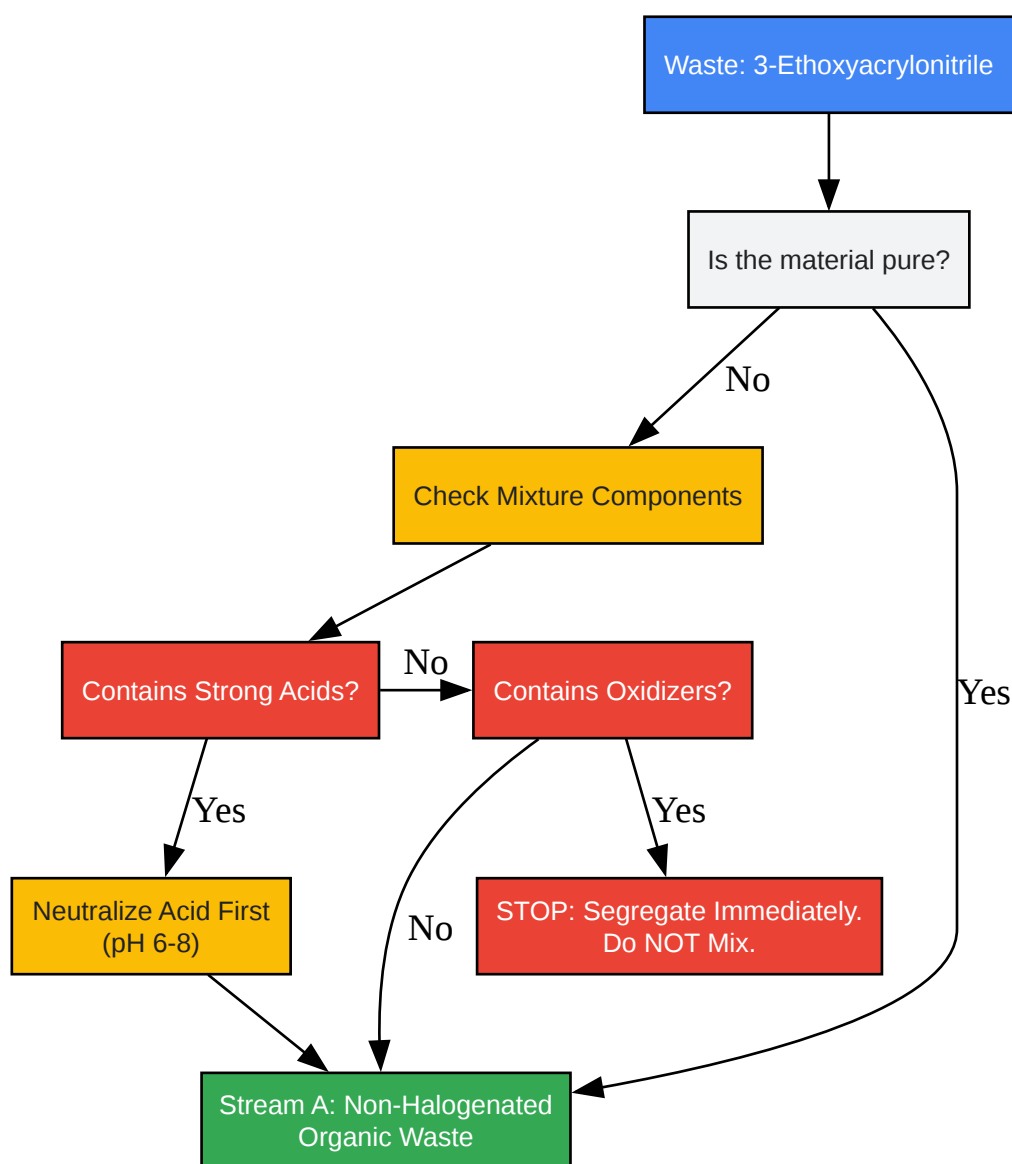 Waste: 3-Ethoxyacrylonitrile
Is the material pure?
No
Check Mixture Components
Contains Strong Acids?
No
Contains Oxidizers?
Yes
Yes
Yes
Neutralize Acid First
(pH 6-8)
No
STOP: Segregate Immediately.
Do NOT Mix.
Stream A: Non-Halogenated
Organic Waste